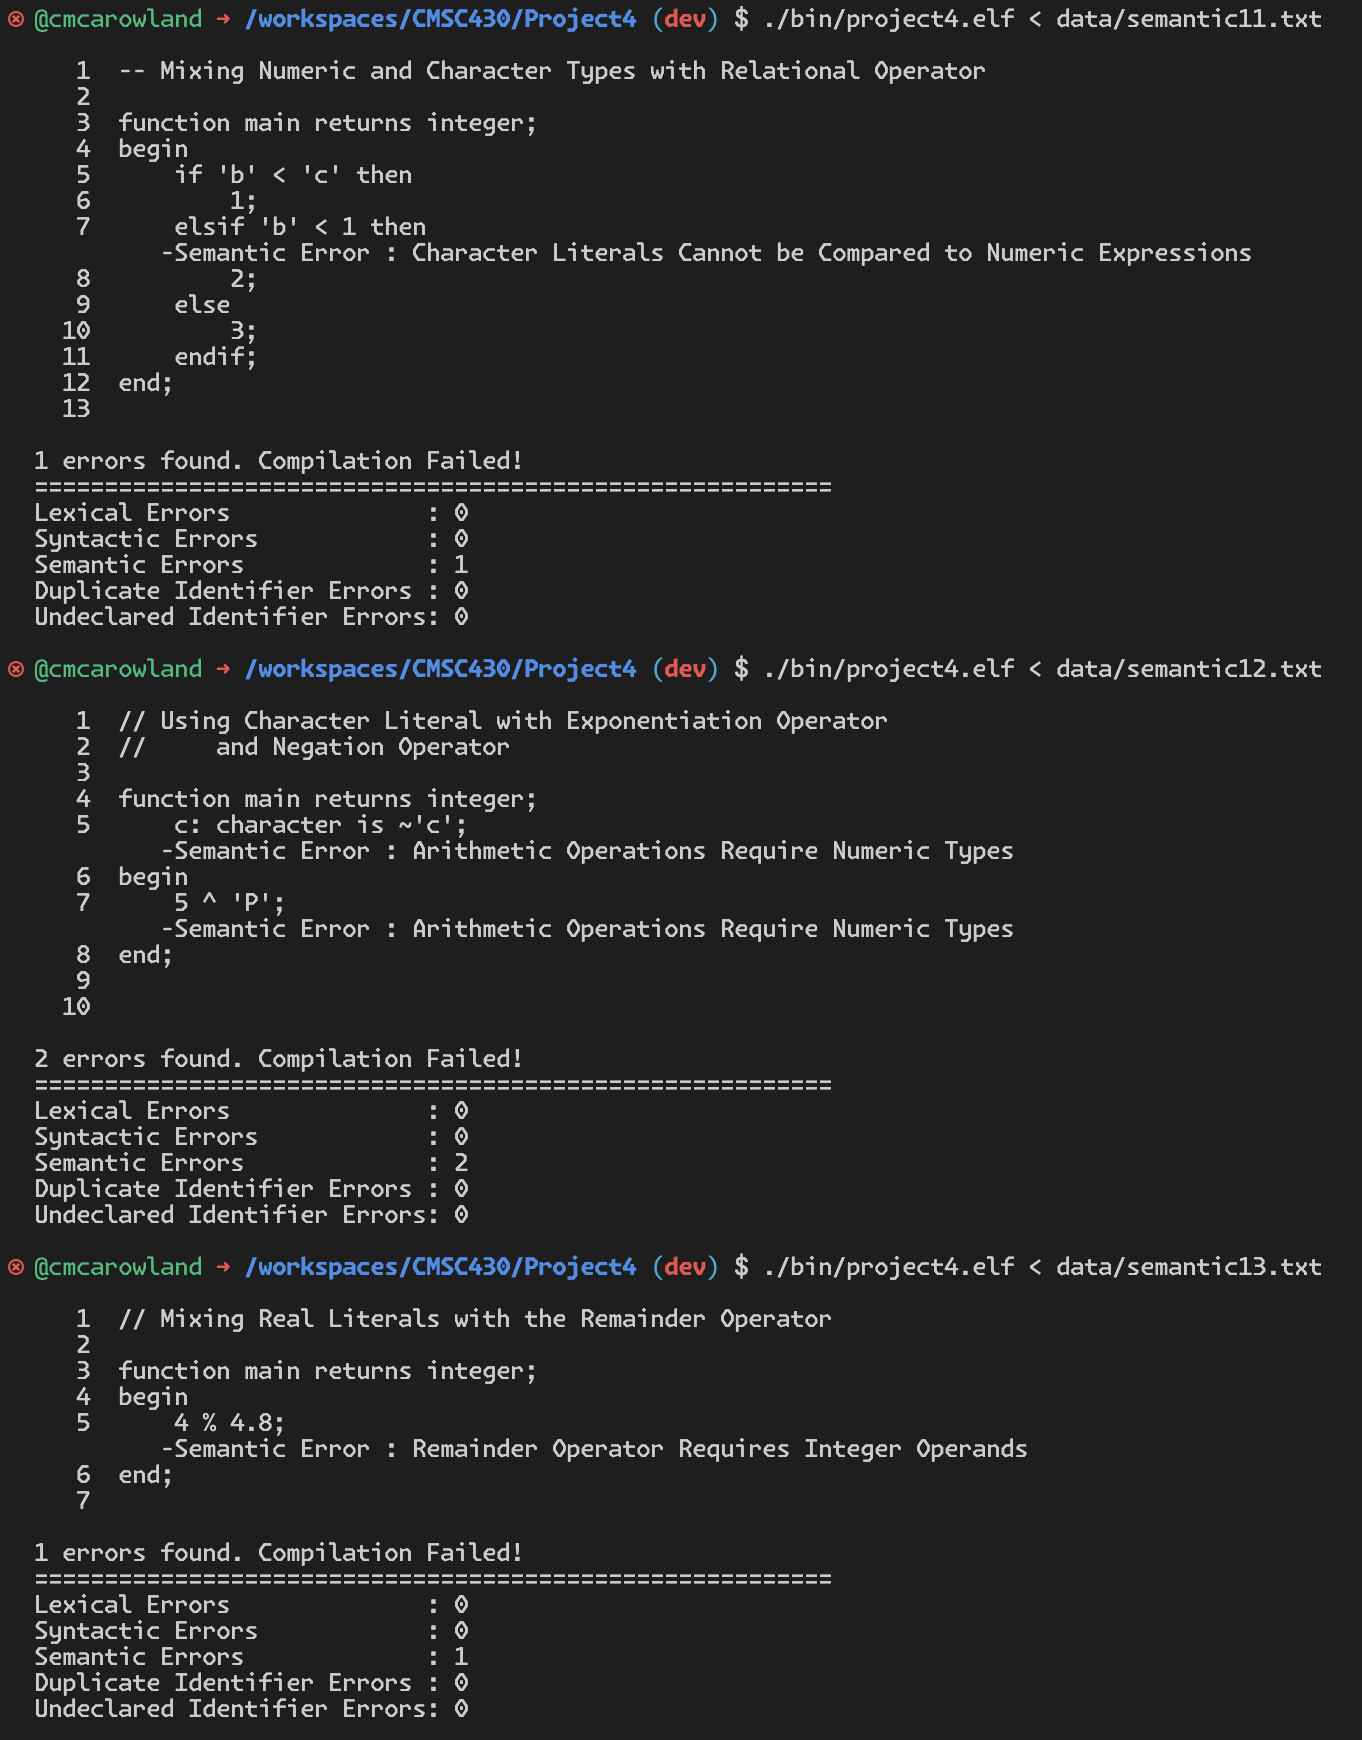 @cmcarowland → /workspaces/CMSC430/Project4 (dev) $ ./bin/project4.elf < data/semantic11.txt
1 -- Mixing Numeric and Character Types with Relational Operator
2
3 function main returns integer;
4 begin
5 if 'b' < 'c' then
6 1;
7 elsif 'b' < 1 then
-Semantic Error : Character Literals Cannot be Compared to Numeric Expressions
8 2;
9 else
10 3;
11 endif;
12 end;
13
1 errors found. Compilation Failed!
=========================================================
Lexical Errors : 0
Syntactic Errors : 0
Semantic Errors : 1
Duplicate Identifier Errors : 0
Undeclared Identifier Errors: 0
@cmcarowland → /workspaces/CMSC430/Project4 (dev) $ ./bin/project4.elf < data/semantic12.txt
1 // Using Character Literal with Exponentiation Operator
2 // and Negation Operator
3
4 function main returns integer;
5 c: character is ~'c';
-Semantic Error : Arithmetic Operations Require Numeric Types
6 begin
7 5 ^ 'P';
-Semantic Error : Arithmetic Operations Require Numeric Types
8 end;
9
10
2 errors found. Compilation Failed!
=========================================================
Lexical Errors : 0
Syntactic Errors : 0
Semantic Errors : 2
Duplicate Identifier Errors : 0
Undeclared Identifier Errors: 0
@cmcarowland → /workspaces/CMSC430/Project4 (dev) $ ./bin/project4.elf < data/semantic13.txt
1 // Mixing Real Literals with the Remainder Operator
2
3 function main returns integer;
4 begin
5 4 % 4.8;
-Semantic Error : Remainder Operator Requires Integer Operands
6 end;
7
1 errors found. Compilation Failed!
=========================================================
Lexical Errors : 0
Syntactic Errors : 0
Semantic Errors : 1
Duplicate Identifier Errors : 0
Undeclared Identifier Errors: 0